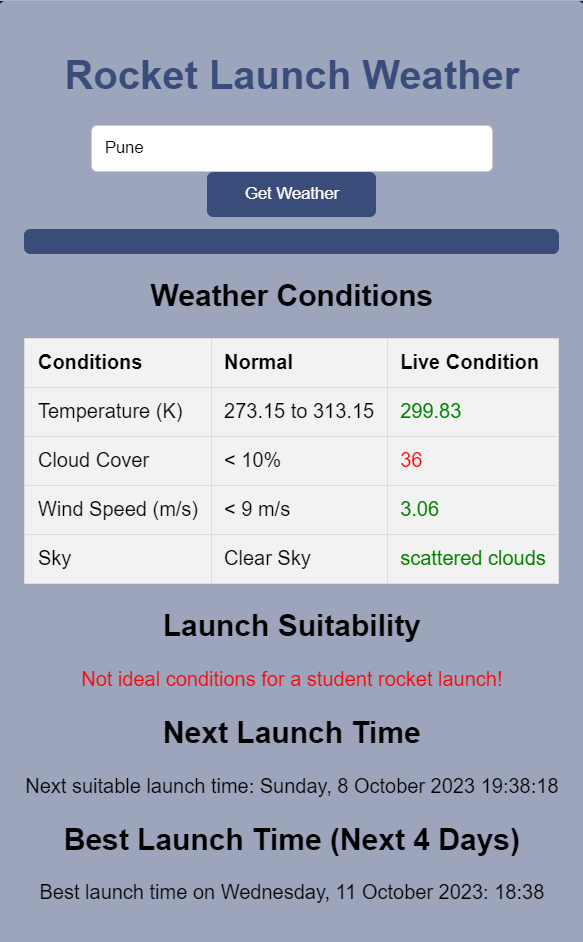 Rocket Launch Weather
Pune
Get Weather
Weather Conditions
Conditions Normal Live Condition
Temperature (K) 273.15 to 313.15 299.83
Cloud Cover < 10% 36
Wind Speed (m/s) < 9 m/s 3.06
Sky Clear Sky scattered clouds
Launch Suitability
Not ideal conditions for a student rocket launch!
Next Launch Time
Next suitable launch time: Sunday, 8 October 2023 19:38:18
Best Launch Time (Next 4 Days)
Best launch time on Wednesday, 11 October 2023: 18:38